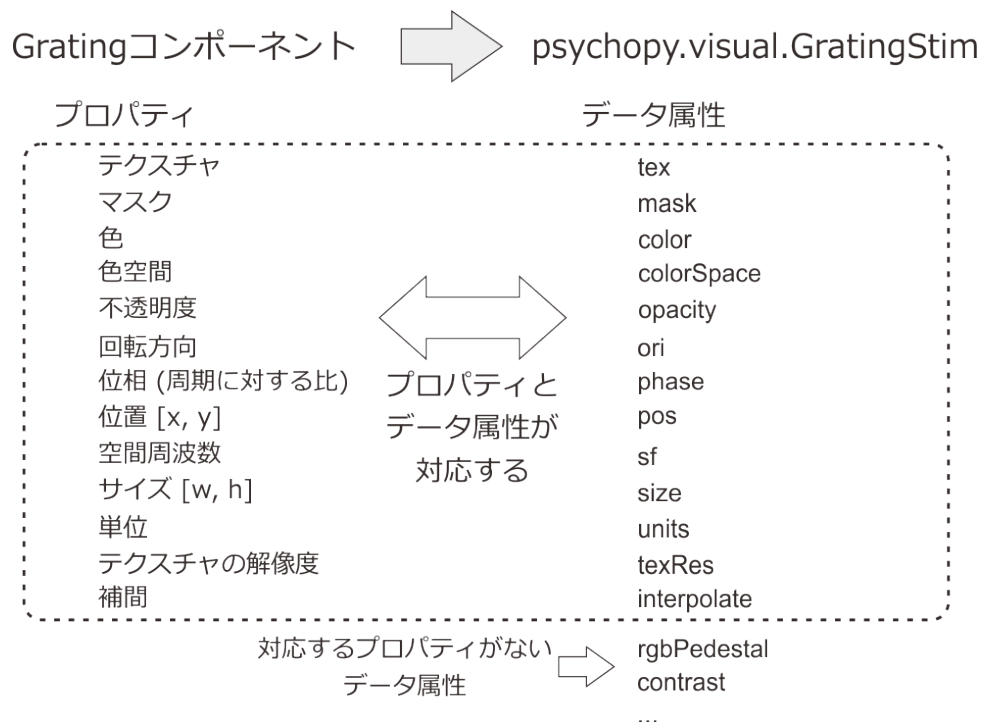 Gratingコンポーネント psychopy.visual.GratingStim
プロパティ データ属性
テクスチャ tex
マスク mask
色 color
色空間 colorSpace
不透明度 opacity
回転方向 ori
位相 (周期に対する比) phase
位置 [x, y] pos
空間周波数 sf
サイズ [w, h] size
単位 units
テクスチャの解像度 texRes
補間 interpolate
プロパティと
データ属性が
対応する
対応するプロパティがない rgbPedestal
データ属性 contrast
...